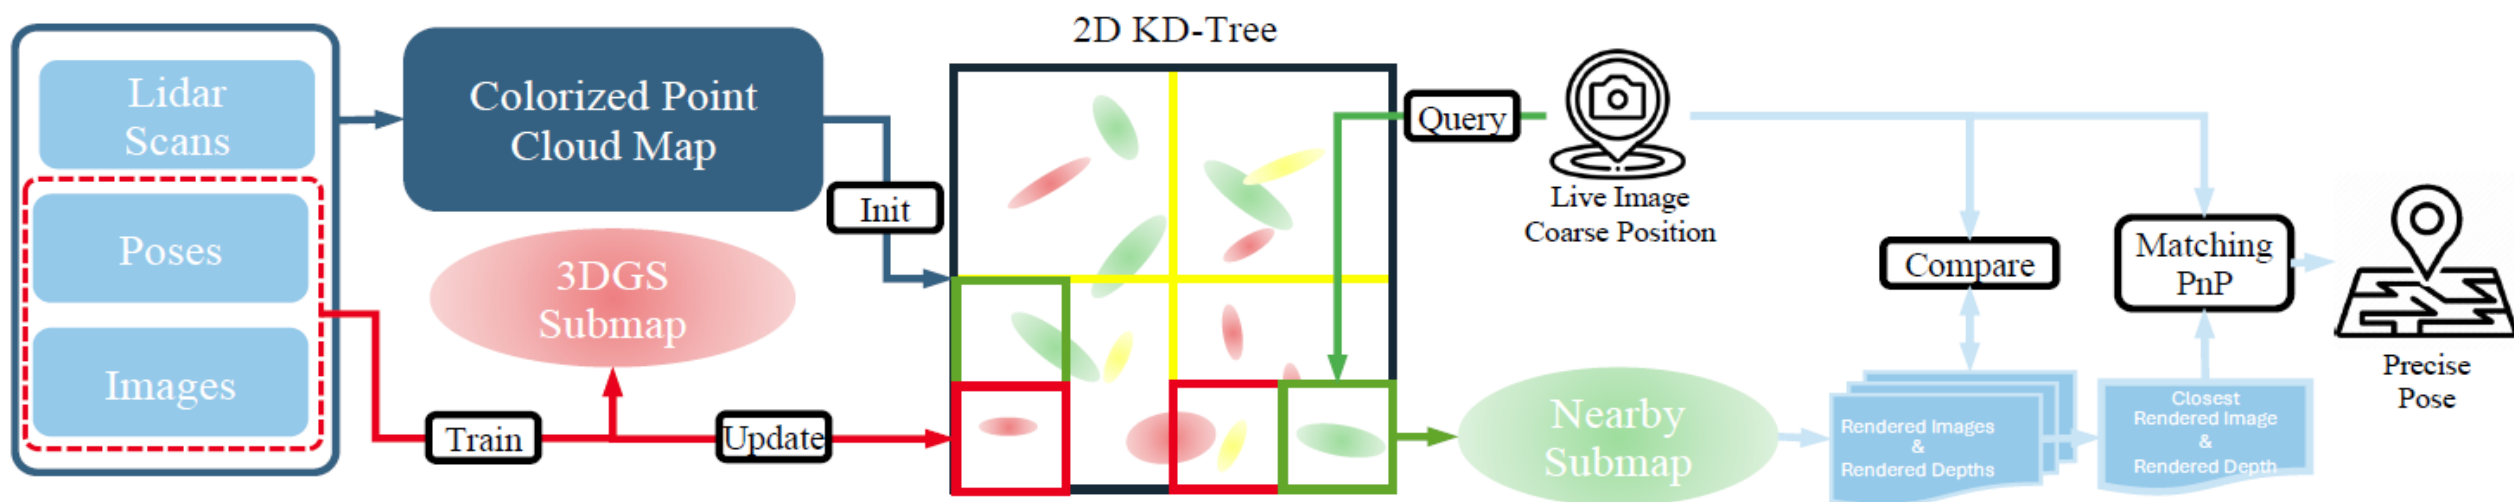 Lidar
Scans
Poses
Images
Colorized Point
Cloud Map
3DGS
Submap
Train
Update
Init
2D KD-Tree
Query
Live Image
Coarse Position
Nearby
Submap
Compare
Rendered Images
&
Rendered Depths
Closest
Rendered Image
&
Rendered Depth
Matching
PnP
Precise
Pose